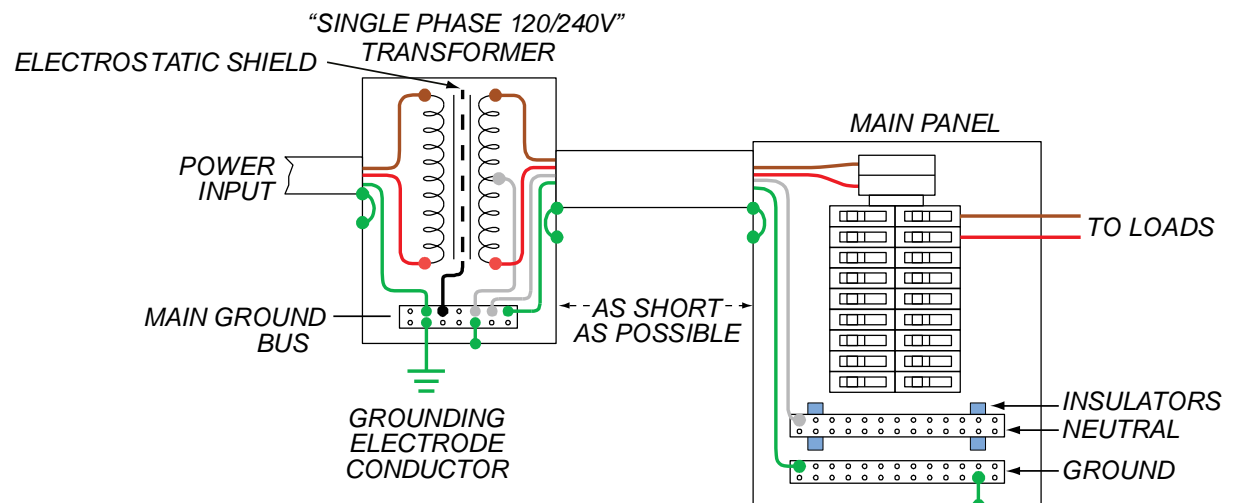 “SINGLE PHASE 120/240V”
TRANSFORMER
ELECTROSTATIC SHIELD
MAIN PANEL
POWER
INPUT
TO LOADS
MAIN GROUND
BUS
AS SHORT
AS POSSIBLE
INSULATORS
NEUTRAL
GROUND
GROUNDING
ELECTRODE
CONDUCTOR